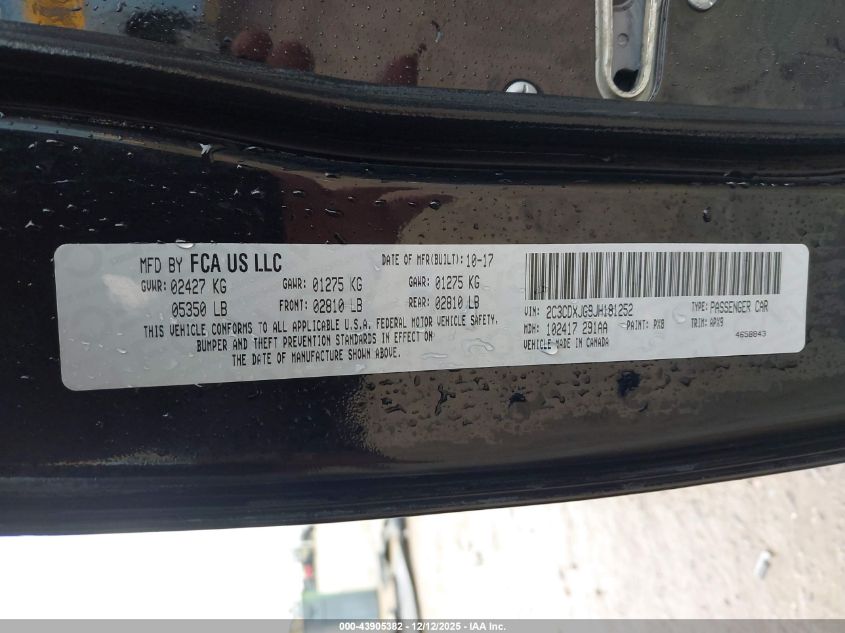 MFD BY FCA US LLC DATE OF MFR(BUILT): 10-17
GVWR: 02427 KG GAWR: 01275 KG GAWR: 01275 KG
05350 LB FRONT: 02810 LB REAR: 02810 LB
THIS VEHICLE CONFORMS TO ALL APPLICABLE U.S.A. FEDERAL MOTOR VEHICLE SAFETY,
BUMPER AND THEFT PREVENTION STANDARDS IN EFFECT ON
THE DATE OF MANUFACTURE SHOWN ABOVE.
VIN: 2C3CDXJG9JH181252 TYPE: PASSENGER CAR
MDH: 102417 291AA PAINT: PX8 TRIM: APX9
VEHICLE MADE IN CANADA 4658843
000-43905382 - 12/12/2025 - IAA Inc.